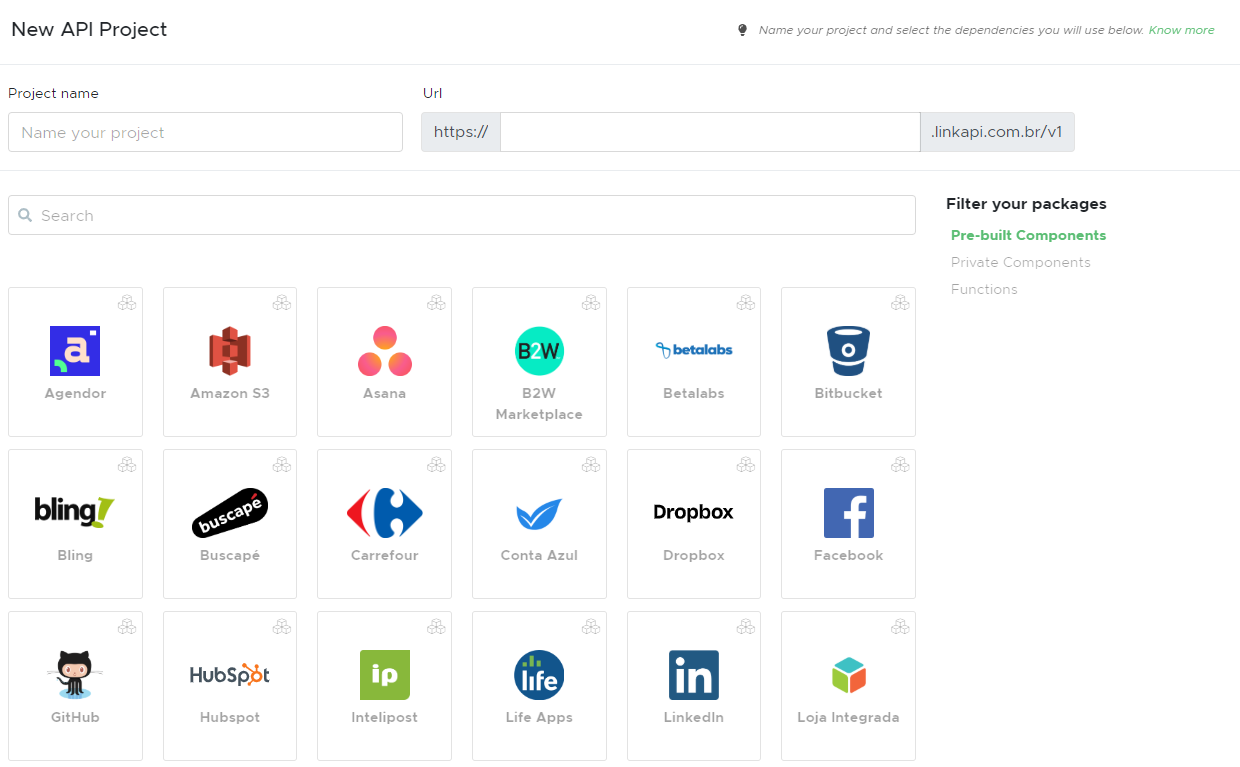 New API Project
Name your project and select the dependencies you will use below. Know more
Project name
Url
Name your project
https://
.linkapi.com.br/v1
Search
Filter your packages
Pre-built Components
Private Components
Functions
a
B2W
betalabs
Agendor
Amazon S3
Asana
B2W
Marketplace
Betalabs
Bitbucket
bling!
buscapé
Dropbox
f
Bling
Buscapé
Carrefour
Conta Azul
Dropbox
Facebook
HubSpot
ip
life
in
GitHub
Hubspot
Intelipost
Life Apps
LinkedIn
Loja Integrada